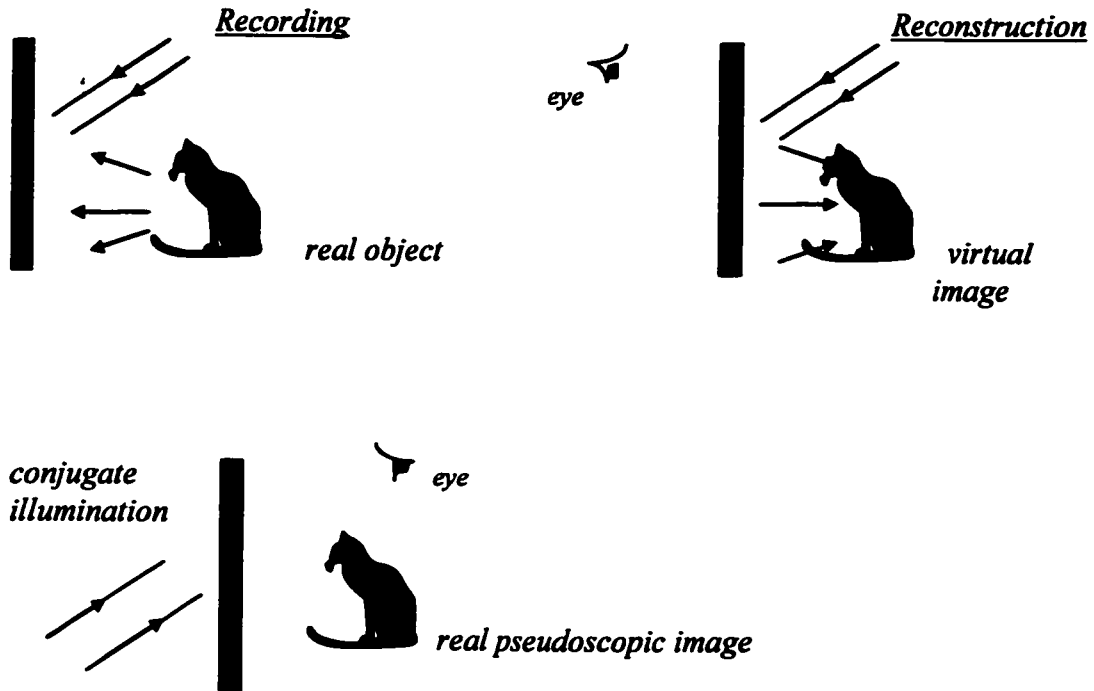 Recording
Reconstruction
eye
real object
virtual
image
conjugate
illumination
eye
real pseudoscopic image